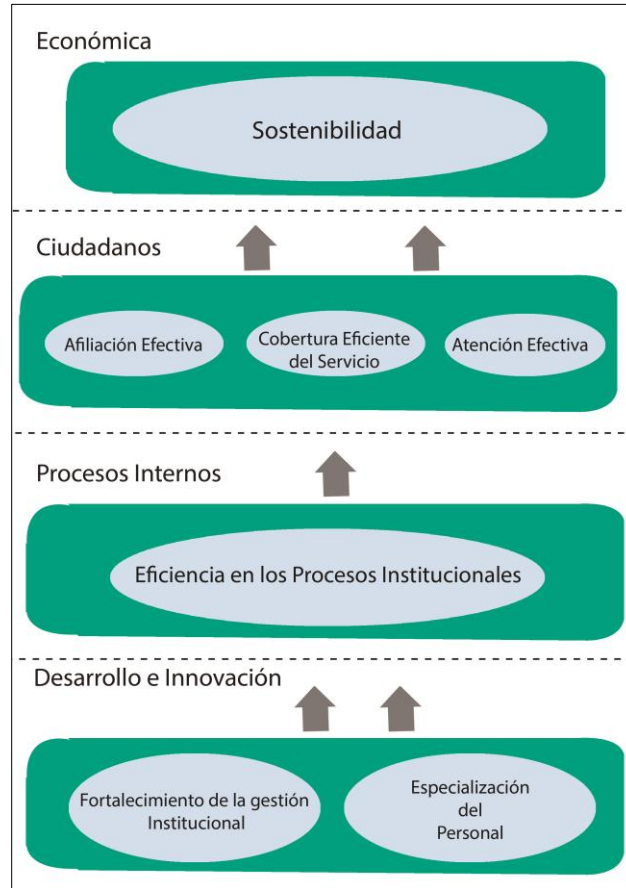 Económica
Sostenibilidad
Ciudadanos
Afiliación Efectiva
Cobertura Eficiente
del Servicio
Atención Efectiva
Procesos Internos
Eficiencia en los Procesos Institucionales
Desarrollo e Innovación
Fortalecimiento de la gestión
Institucional
Especialización
del
Personal